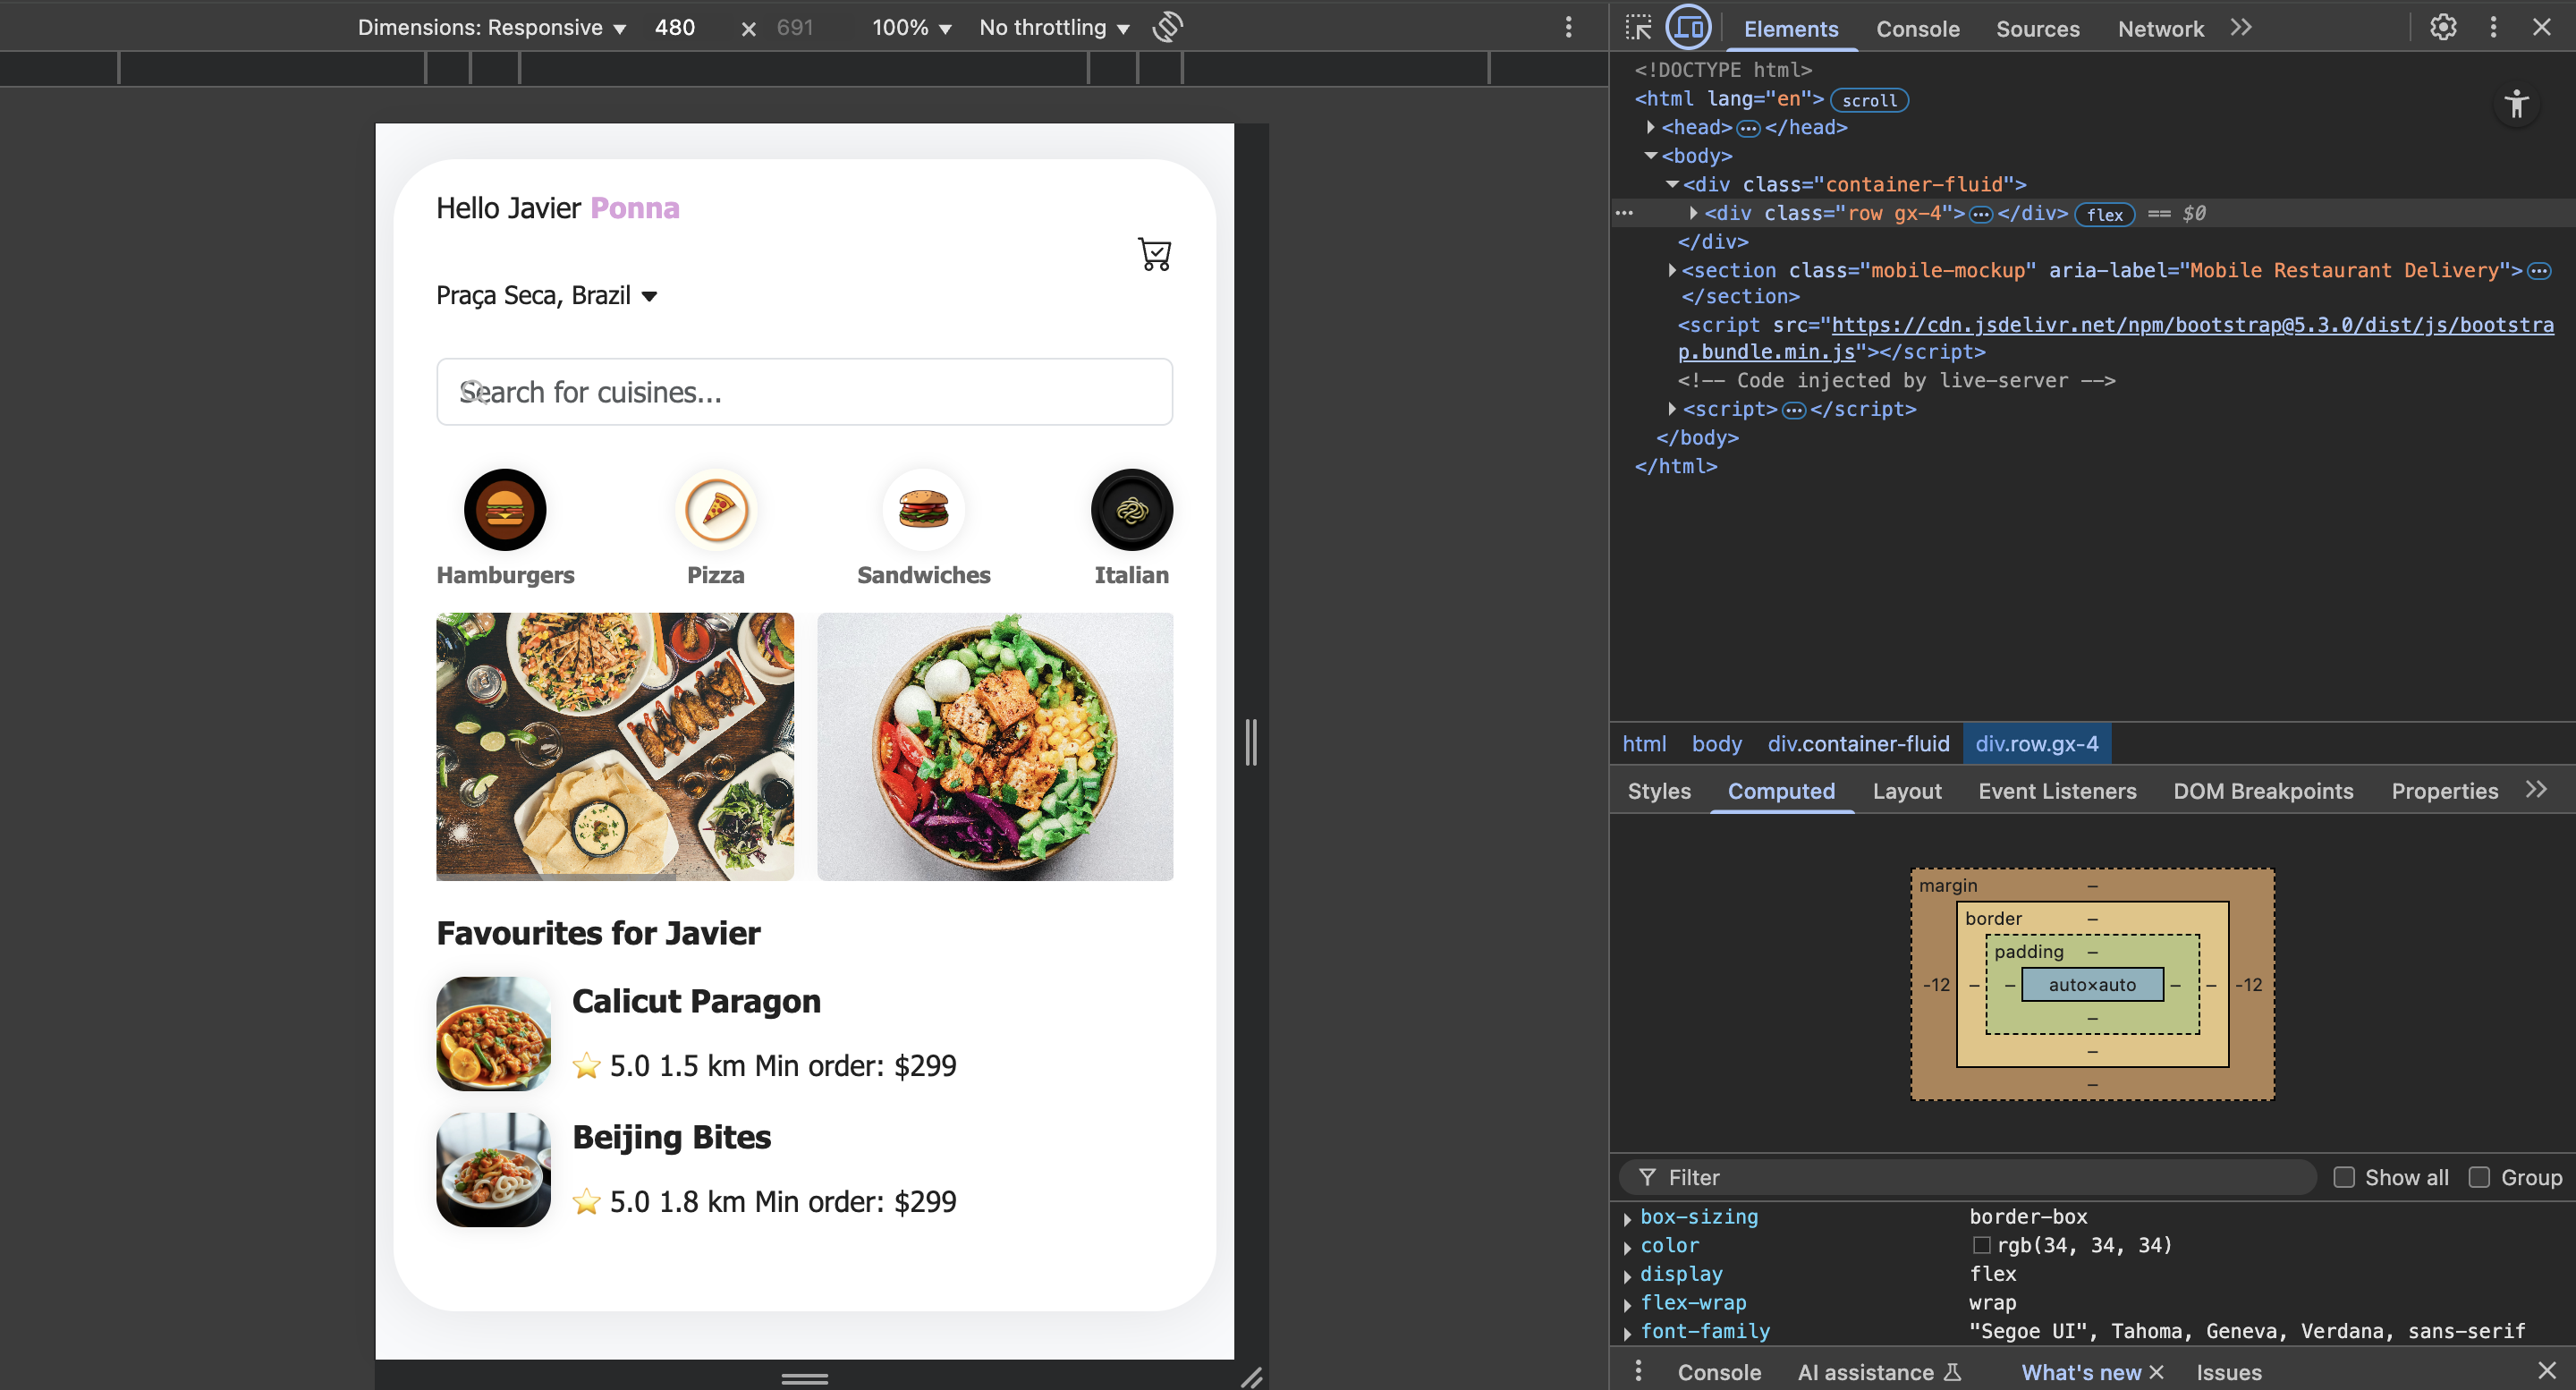 Dimensions: Responsive ▼ 480 × 691 100% ▼ No throttling ▼
Elements Console Sources Network
Hello Javier Ponna
Praça Seca, Brazil
Search for cuisines...
Hamburgers Pizza Sandwiches Italian
Favourites for Javier
Calicut Paragon
⭐ 5.0 1.5 km Min order: $299
Beijing Bites
⭐ 5.0 1.8 km Min order: $299
<!DOCTYPE html>
<html lang="en"> scroll
<head> ... </head>
<body>
<div class="container-fluid">
... <div class="row gx-4"> ... </div> flex == $0
</div>
<section class="mobile-mockup" aria-label="Mobile Restaurant Delivery"> ...
</section>
<script src="https://cdn.jsdelivr.net/npm/bootstrap@5.3.0/dist/js/bootstra
p.bundle.min.js"></script>
<!-- Code injected by live-server -->
<script> ... </script>
</body>
</html>
html body div.container-fluid div.row.gx-4
Styles Computed Layout Event Listeners DOM Breakpoints Properties
margin –
border –
padding –
-12 – – auto×auto – – -12
–
–
–
Filter Show all Group
box-sizing border-box
color rgb(34, 34, 34)
display flex
flex-wrap wrap
font-family "Segoe UI", Tahoma, Geneva, Verdana, sans-serif
Console AI assistance What's new × Issues